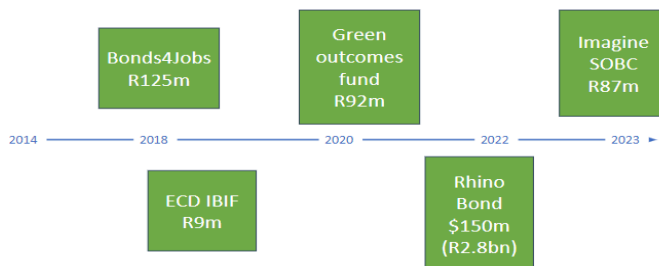 Bonds4Jobs
R125m
Green
outcomes
fund
R92m
Imagine
SOBC
R87m
2014
2018
2020
2022
2023
ECD IBIF
R9m
Rhino
Bond
$150m
(R2.8bn)